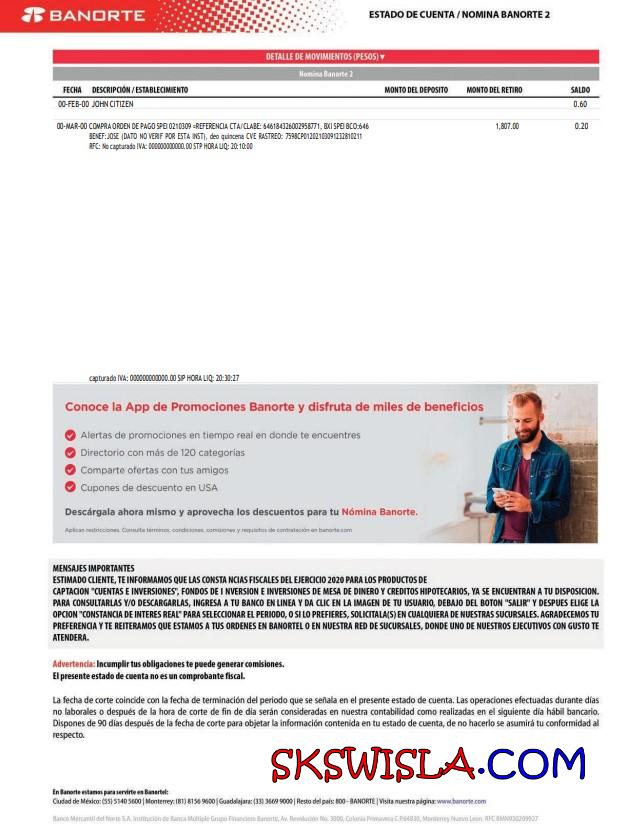 BANORTE
ESTADO DE CUENTA / NOMINA BANORTE 2
DETALLE DE MOVIMIENTOS (PESOS)▼
Nomina Banorte 2
FECHA DESCRIPCIÓN / ESTABLECIMIENTO MONTO DEL DEPOSITO MONTO DEL RETIRO SALDO
00-FEB-00 JOHN CITIZEN 0.60
00-MAR-00 COMPRA ORDEN DE PAGO SPEI 0210309 =REFERENCIA CTA/CLABE: 646184326002958771, BXI SPEI BCO:646 1,807.00 0.20
BENEF:JOSE (DATO NO VERIF POR ESTA INST), deo quincena CVE RASTREO: 7598CP01202103091232810211
RFC: No capturado IVA: 000000000000.00 STP HORA LIQ: 20:10:00
capturado IVA: 000000000000.00 SIP HORA LIQ: 20:30:27
Conoce la App de Promociones Banorte y disfruta de miles de beneficios
Alertas de promociones en tiempo real en donde te encuentres
Directorio con más de 120 categorías
Comparte ofertas con tus amigos
Cupones de descuento en USA
Descárgala ahora mismo y aprovecha los descuentos para tu Nómina Banorte.
Aplican restricciones. Consulta términos, condiciones, comisiones y requisitos de contratación en banorte.com
MENSAJES IMPORTANTES
ESTIMADO CLIENTE, TE INFORMAMOS QUE LAS CONSTA NCIAS FISCALES DEL EJERCICIO 2020 PARA LOS PRODUCTOS DE
CAPTACION "CUENTAS E INVERSIONES", FONDOS DE I NVERSION E INVERSIONES DE MESA DE DINERO Y CREDITOS HIPOTECARIOS, YA SE ENCUENTRAN A TU DISPOSICION.
PARA CONSULTARLAS Y/O DESCARGARLAS, INGRESA A TU BANCO EN LINEA Y DA CLIC EN LA IMAGEN DE TU USUARIO, DEBAJO DEL BOTON "SALIR" Y DESPUES ELIGE LA
OPCION "CONSTANCIA DE INTERES REAL" PARA SELECCIONAR EL PERIODO, O SI LO PREFIERES, SOLICITALA(S) EN CUALQUIERA DE NUESTRAS SUCURSALES. AGRADECEMOS TU
PREFERENCIA Y TE REITERAMOS QUE ESTAMOS A TUS ORDENES EN BANORTEL O EN NUESTRA RED DE SUCURSALES, DONDE UNO DE NUESTROS EJECUTIVOS CON GUSTO TE
ATENDERA.
Advertencia: Incumplir tus obligaciones te puede generar comisiones.
El presente estado de cuenta no es un comprobante fiscal.
La fecha de corte coincide con la fecha de terminación del periodo que se señala en el presente estado de cuenta. Las operaciones efectuadas durante días
no laborales o después de la hora de corte de fin de día serán consideradas en nuestra contabilidad como realizadas en el siguiente día hábil bancario.
Dispones de 90 días después de la fecha de corte para objetar la información contenida en tu estado de cuenta, de no hacerlo se asumirá tu conformidad al
respecto.
SKSWISLA.COM
En Banorte estamos para servirte en Banortel:
Ciudad de México: (55) 5140 5600 | Monterrey: (81) 8156 9600 | Guadalajara: (33) 3669 9000 | Resto del país: 800 - BANORTE | Visita nuestra página: www.banorte.com
Banco Mercantil del Norte S.A. Institución de Banca Múltiple Grupo Financiero Banorte, Av. Revolución No. 3000, Colonia Primavera C.P.64830, Monterrey Nuevo Leon. RFC BMN930209927